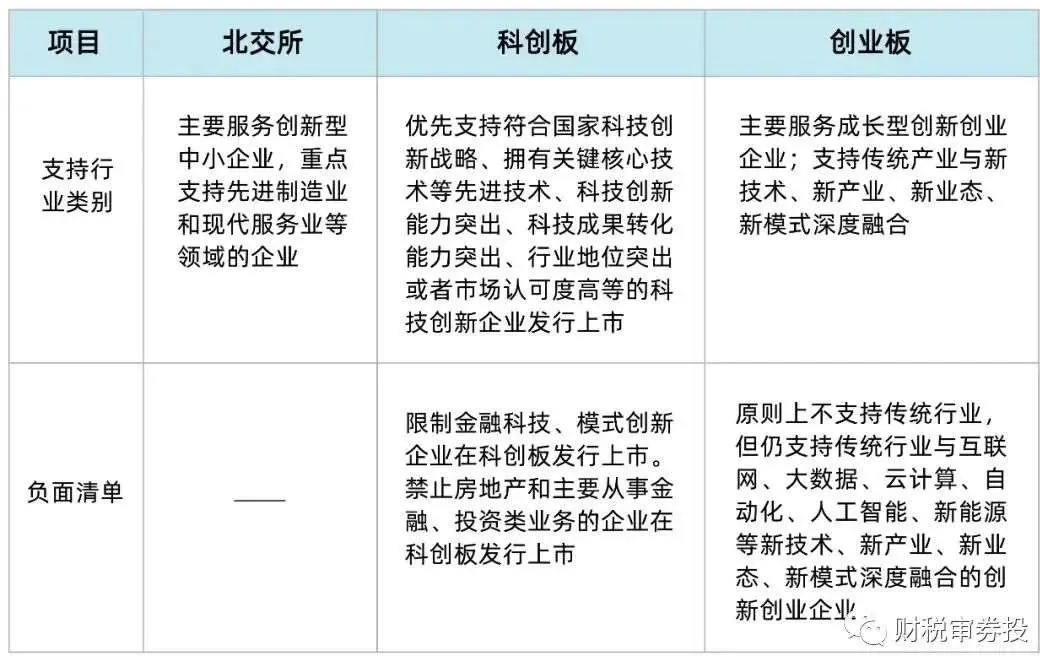 项目
北交所
科创板
创业板
支持行
业类别
主要服务创新型
中小企业，重点
支持先进制造业
和现代服务业等
领域的企业
优先支持符合国家科技创
新战略、拥有关键核心技
术等先进技术、科技创新
能力突出、科技成果转化
能力突出、行业地位突出
或者市场认可度高等的科
技创新企业发行上市
主要服务成长型创新创业
企业；支持传统产业与新
技术、新产业、新业态、
新模式深度融合
负面清单
——
限制金融科技、模式创新
企业在科创板发行上市。
禁止房地产和主要从事金
融、投资类业务的企业在
科创板发行上市
原则上不支持传统行业，
但仍支持传统行业与互联
网、大数据、云计算、自
动化、人工智能、新能源
等新技术、新产业、新业
态、新模式深度融合的创
新创业企业
财税审券投